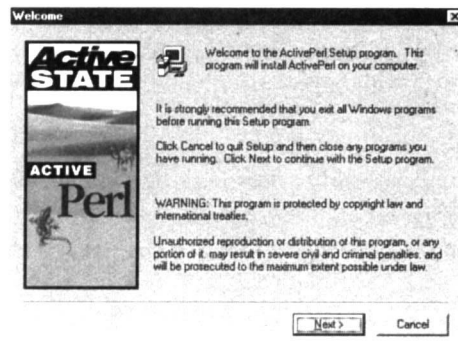 Welcome
Active
STATE
ACTIVE
Perl
Welcome to the ActivePerl Setup program. This
program will install ActivePerl on your computer.
It is strongly recommended that you exit all Windows programs
before running this Setup program.
Click Cancel to quit Setup and then close any programs you
have running. Click Next to continue with the Setup program.
WARNING: This program is protected by copyright law and
international treaties.
Unauthorized reproduction or distribution of this program, or any
portion of it, may result in severe civil and criminal penalties, and
will be prosecuted to the maximum extent possible under law.
Next >
Cancel